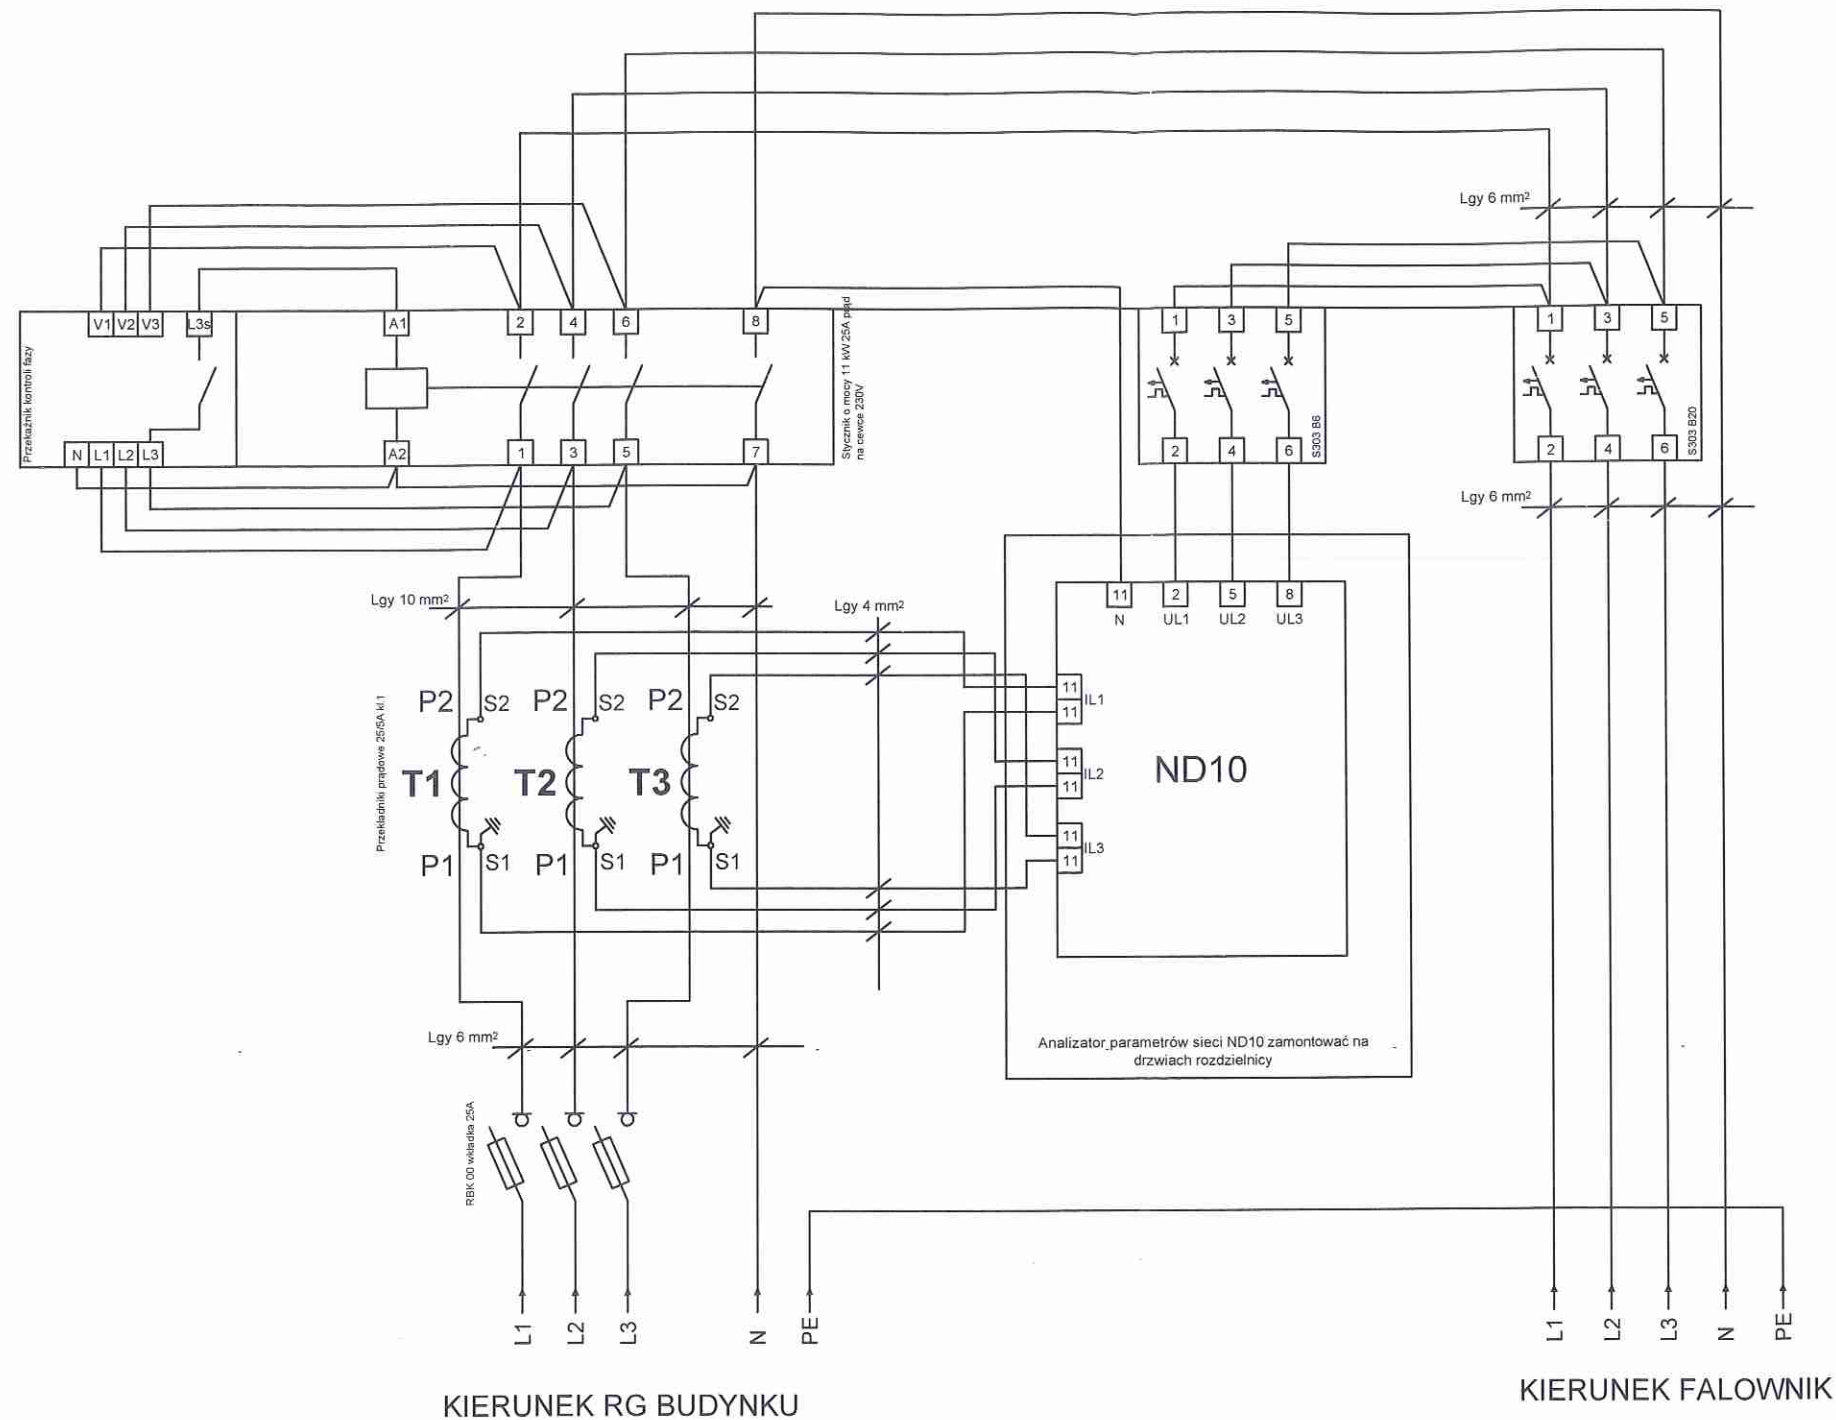 Lgy 6 mm²
V1 V2 V3 L3s A1 2 4 6 8
1 3 5
1 3 5
Przekaźnik kontroli fazy
Stycznik o mocy 11 kW 25A prąd
na cewce 230V
S303 B6
S303 B20
N L1 L2 L3 A2 1 3 5 7
2 4 6
2 4 6
Lgy 6 mm²
Lgy 10 mm²
Lgy 4 mm²
11 2 5 8
N UL1 UL2 UL3
P2 S2 P2 S2 P2 S2
11
IL1
11
Przekładniki prądowe 25/5A kl.1
T1 T2 T3
ND10
11
IL2
11
11
IL3
11
P1 S1 P1 S1 P1 S1
Lgy 6 mm²
Analizator parametrów sieci ND10 zamontować na
drzwiach rozdzielnicy
RBK 00 wkładka 25A
L1 L2 L3 N PE
L1 L2 L3 N PE
KIERUNEK RG BUDYNKU
KIERUNEK FALOWNIK